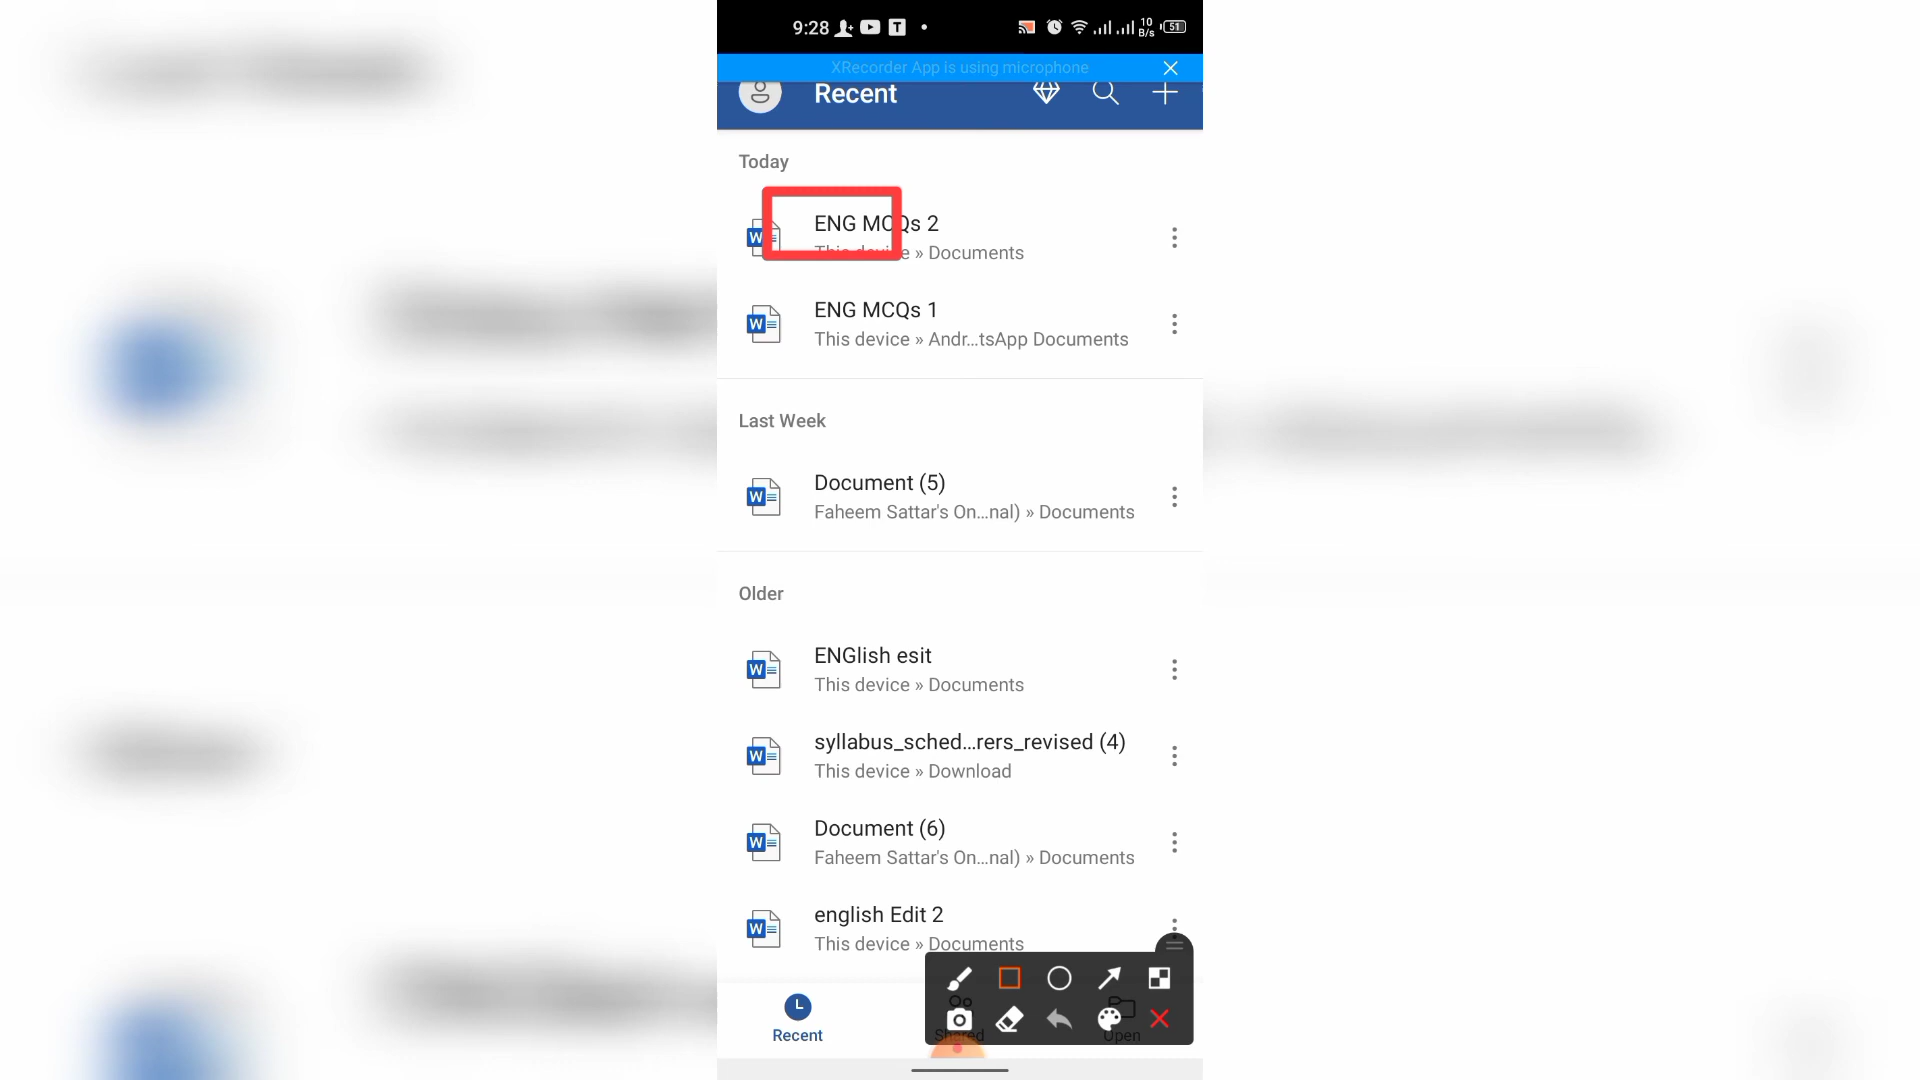 9:28
T
10
B/s
51
XRecorder App is using microphone
Recent
Today
ENG MCQs 2
This device » Documents
ENG MCQs 1
This device » Andr...tsApp Documents
Last Week
Document (5)
Faheem Sattar's On...nal) » Documents
Older
ENGlish esit
This device » Documents
syllabus_sched...rers_revised (4)
This device » Download
Document (6)
Faheem Sattar's On...nal) » Documents
english Edit 2
This device » Documents
Recent
Shared
Open